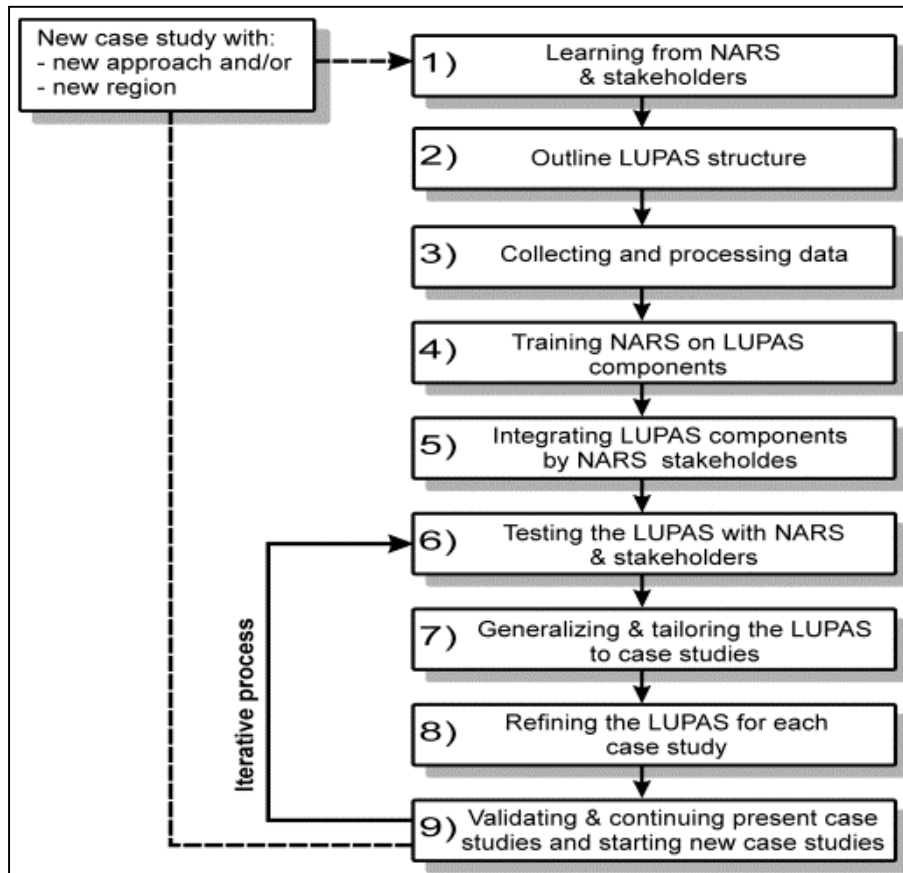 New case study with:
- new approach and/or
- new region
1) Learning from NARS
& stakeholders
2) Outline LUPAS structure
3) Collecting and processing data
4) Training NARS on LUPAS
components
5) Integrating LUPAS components
by NARS stakeholdes
6) Testing the LUPAS with NARS
& stakeholders
7) Generalizing & tailoring the LUPAS
to case studies
8) Refining the LUPAS for each
case study
9) Validating & continuing present case
studies and starting new case studies
Iterative process